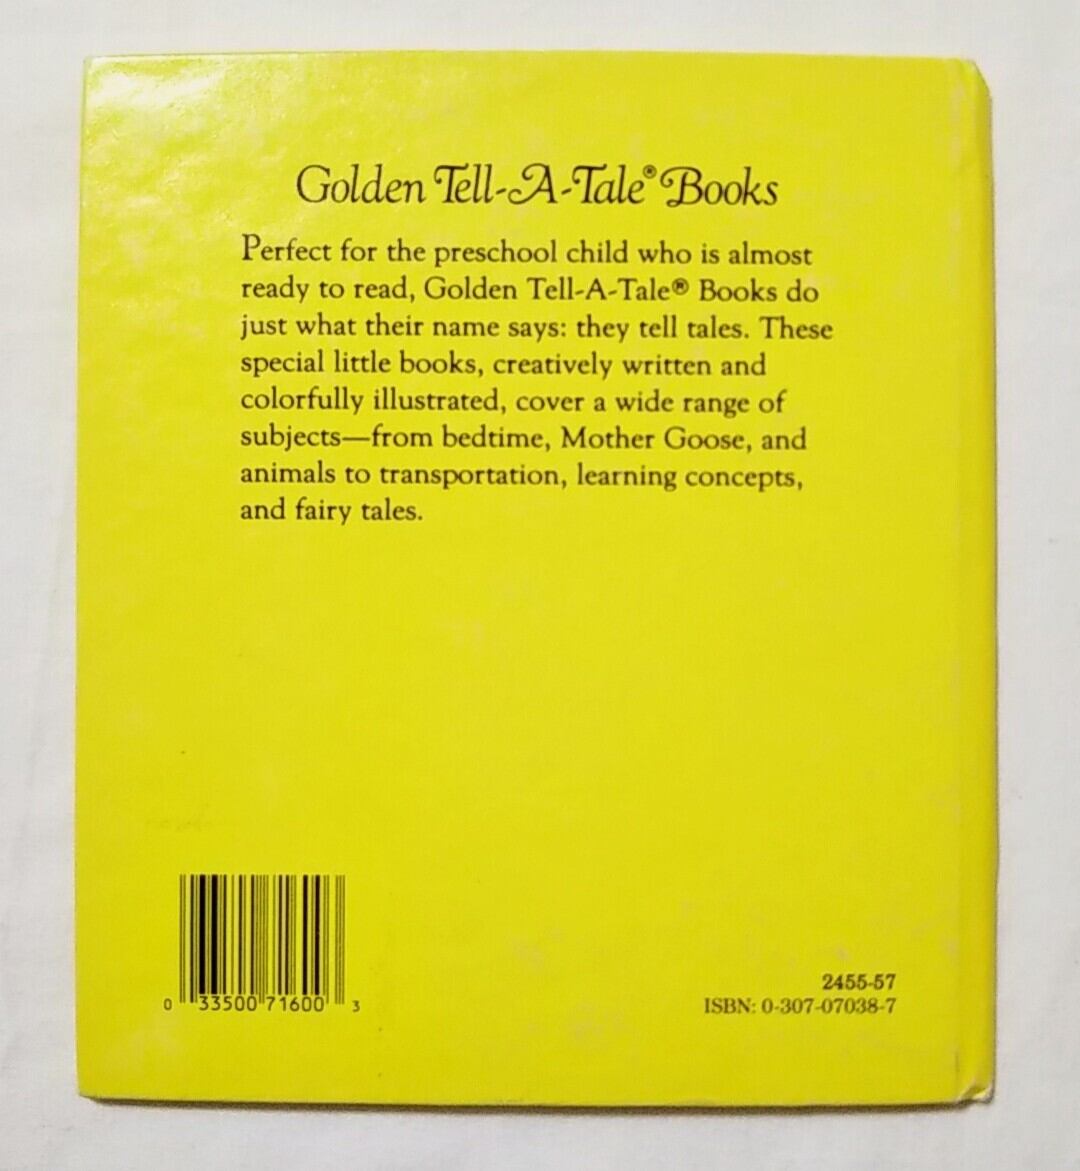 Golden Tell-A-Tale® Books
Perfect for the preschool child who is almost
ready to read, Golden Tell-A-Tale® Books do
just what their name says: they tell tales. These
special little books, creatively written and
colorfully illustrated, cover a wide range of
subjects—from bedtime, Mother Goose, and
animals to transportation, learning concepts,
and fairy tales.
0 33500 71600 3
2455-57
ISBN: 0-307-07038-7